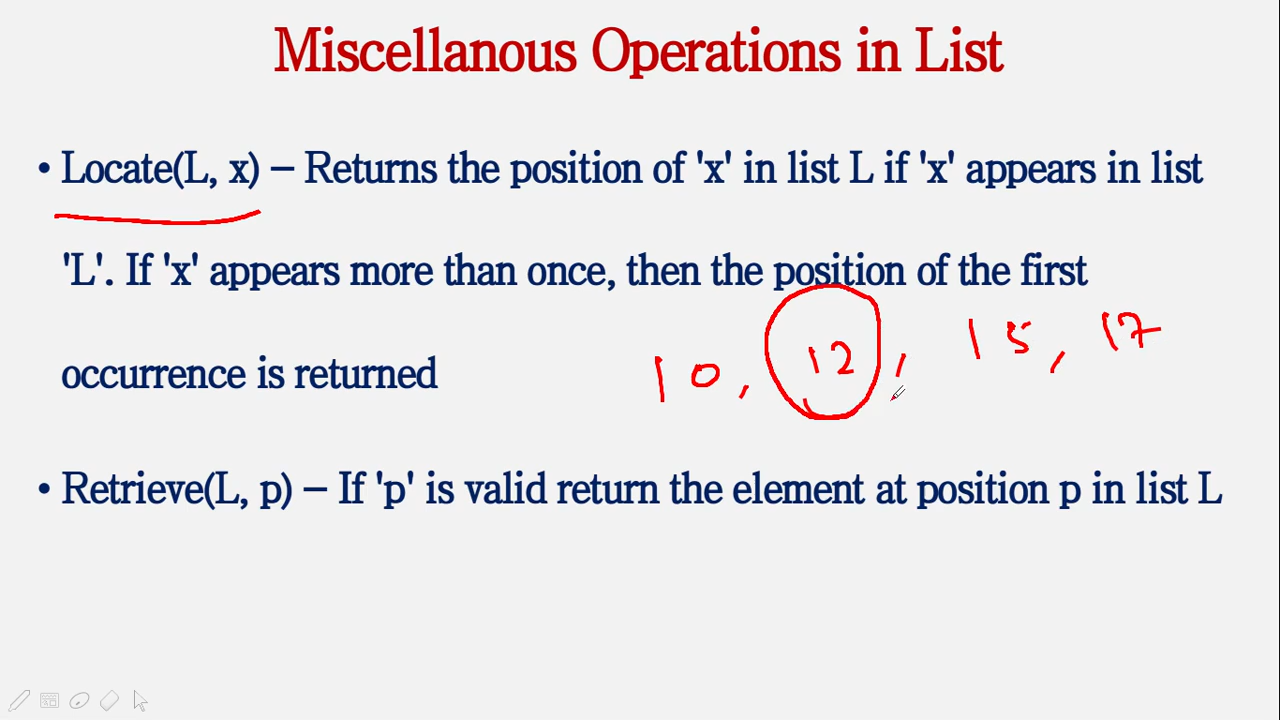 Miscellanous Operations in List
• Locate(L, x) – Returns the position of 'x' in list L if 'x' appears in list
'L'. If 'x' appears more than once, then the position of the first
occurrence is returned
10, 12, 15, 17
• Retrieve(L, p) – If 'p' is valid return the element at position p in list L